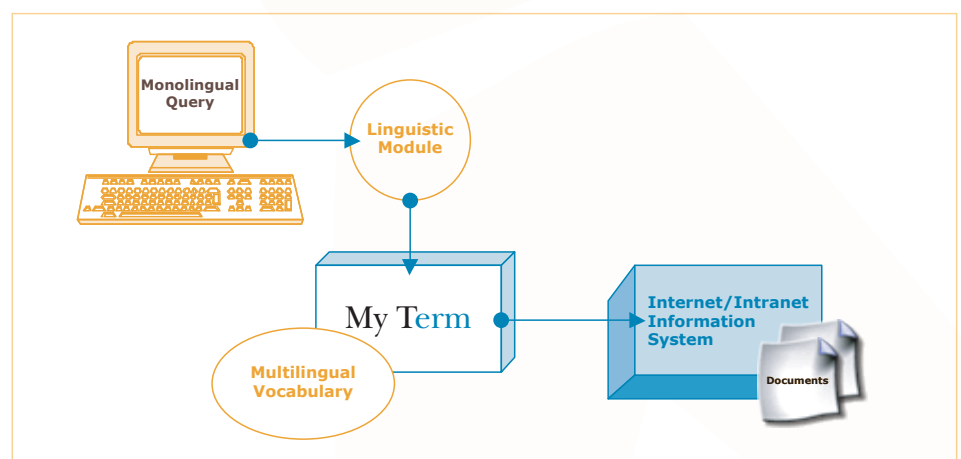 Monolingual
Query
Linguistic
Module
My Term
Multilingual
Vocabulary
Internet/Intranet
Information
System
Documents